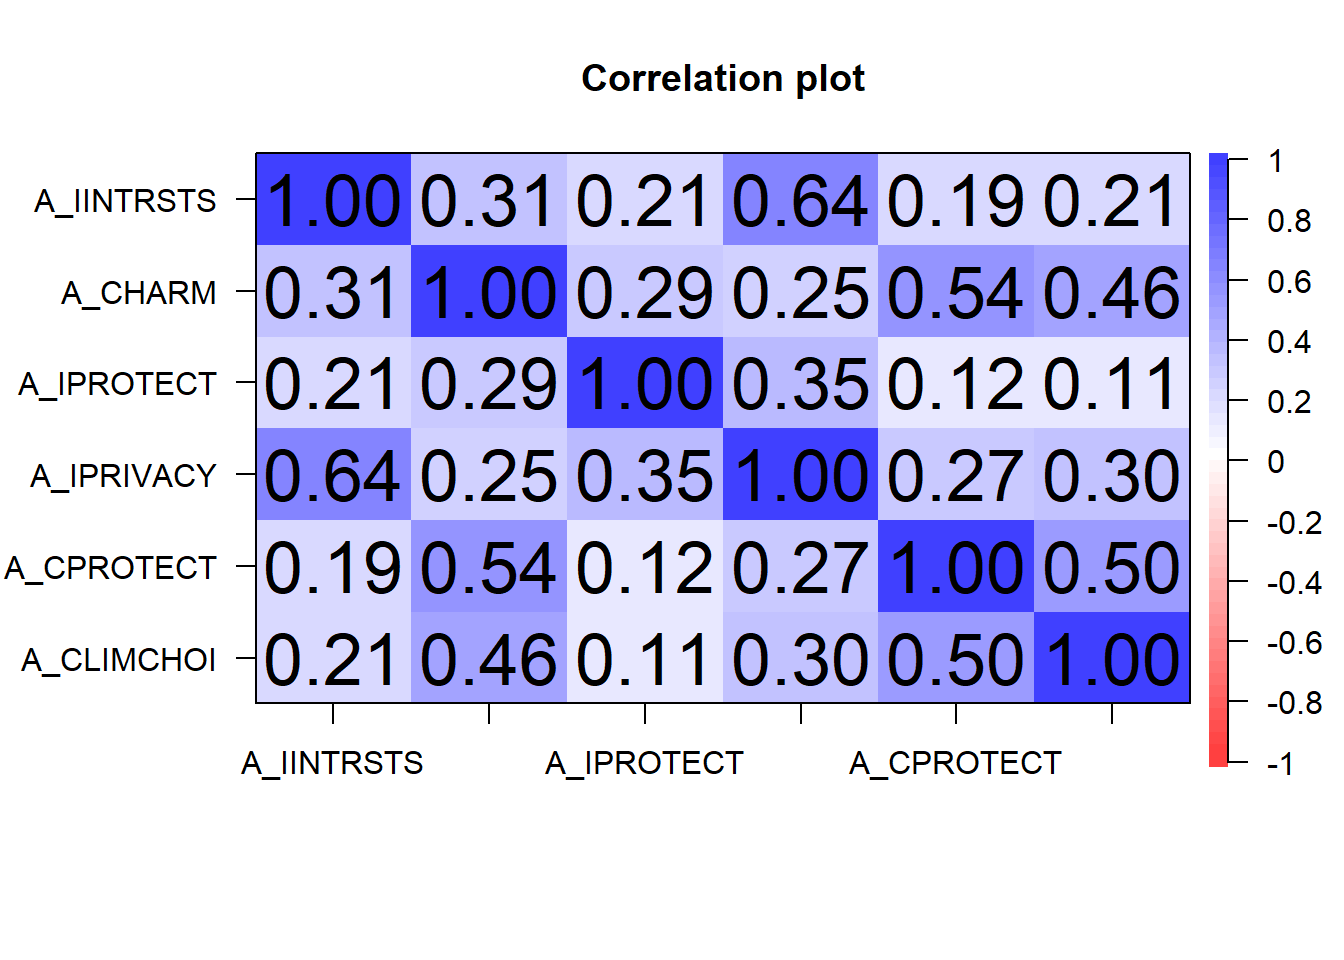 Correlation plot
A_IINTRSTS 1.00 0.31 0.21 0.64 0.19 0.21
A_CHARM 0.31 1.00 0.29 0.25 0.54 0.46
A_IPROTECT 0.21 0.29 1.00 0.35 0.12 0.11
A_IPRIVACY 0.64 0.25 0.35 1.00 0.27 0.30
A_CPROTECT 0.19 0.54 0.12 0.27 1.00 0.50
A_CLIMCHOI 0.21 0.46 0.11 0.30 0.50 1.00
A_IINTRSTS A_IPROTECT A_CPROTECT
1
0.8
0.6
0.4
0.2
0
-0.2
-0.4
-0.6
-0.8
-1